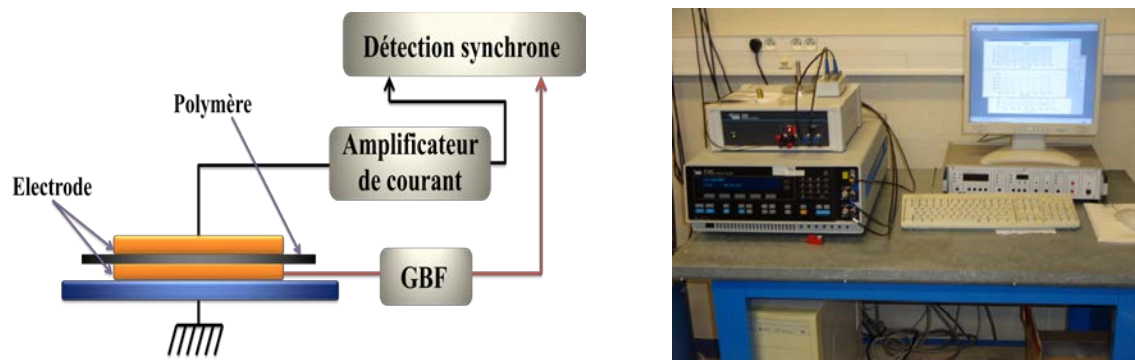 Détection synchrone
Polymère
Amplificateur
de courant
Electrode
GBF